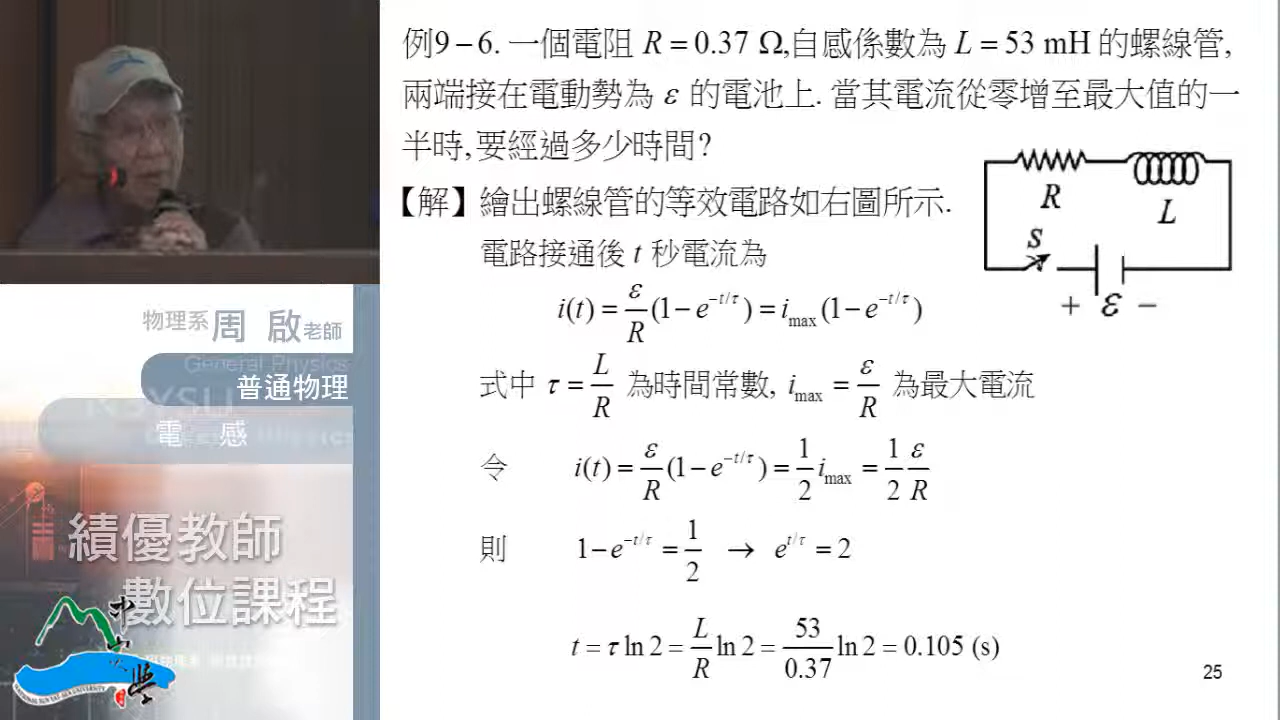 例9－6. 一個電阻 R = 0.37 Ω,自感係數為 L = 53 mH 的螺線管,
兩端接在電動勢為 ε 的電池上. 當其電流從零增至最大值的一
半時,要經過多少時間?
【解】繪出螺線管的等效電路如右圖所示.
電路接通後 t 秒電流為
i(t) = ε/R (1 − e^{−t/τ}) = i_max (1 − e^{−t/τ})
式中 τ = L/R 為時間常數, i_max = ε/R 為最大電流
令 i(t) = ε/R (1 − e^{−t/τ}) = 1/2 i_max = 1/2 ε/R
則 1 − e^{−t/τ} = 1/2 → e^{t/τ} = 2
t = τ ln 2 = L/R ln 2 = 53/0.37 ln 2 = 0.105 (s)
R
L
S
+ ε −
25
物理系 周 啟 老師
General Physics
普通物理
電 感
績優教師
數位課程